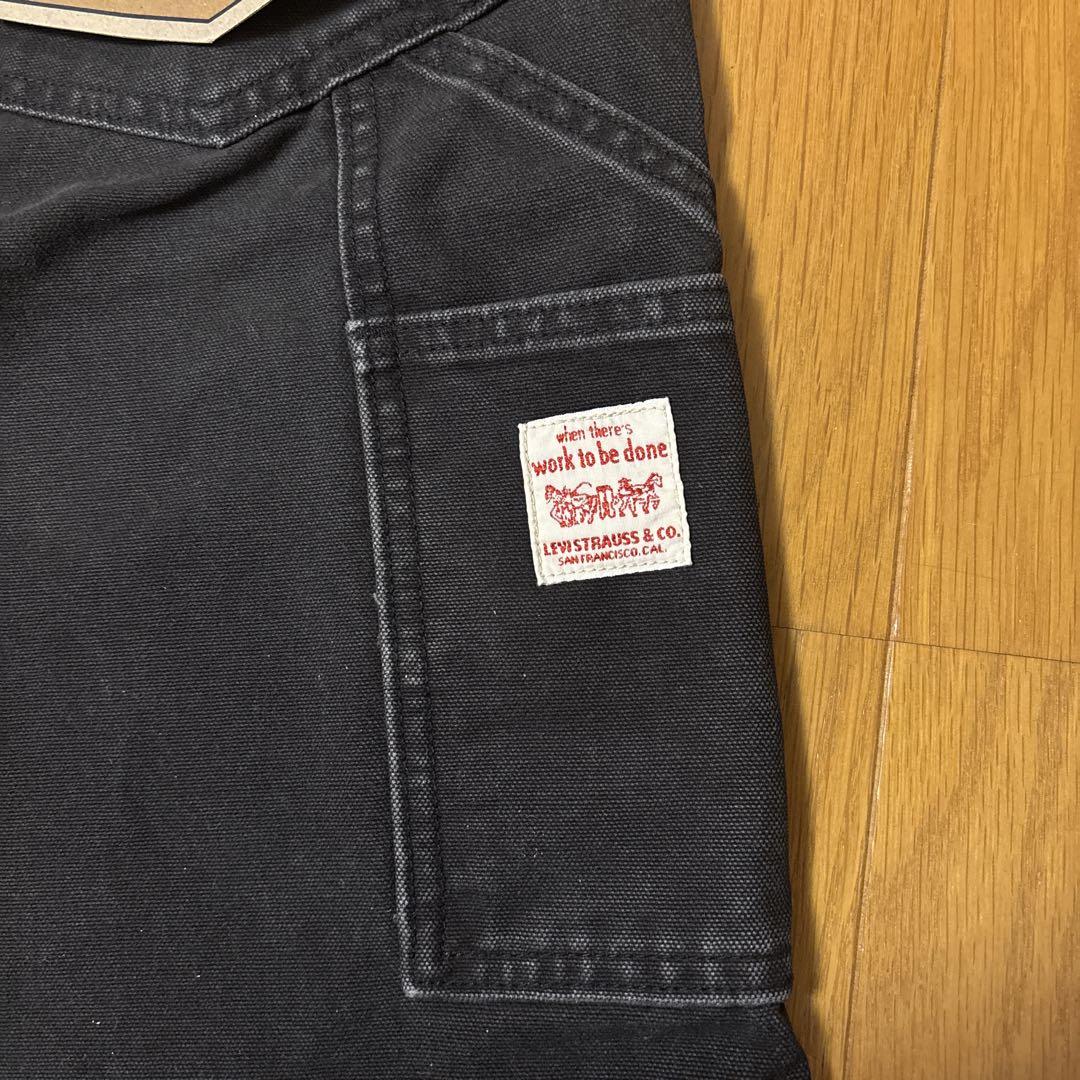 when there's
work to be done
LEVI STRAUSS & CO.
SAN FRANCISCO, CAL.